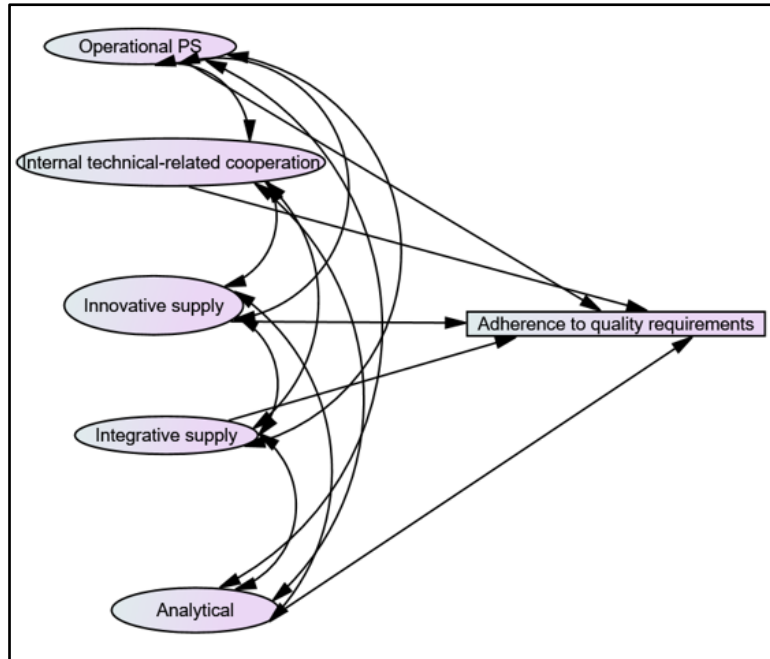 Operational PS
Internal technical-related cooperation
Innovative supply
Adherence to quality requirements
Integrative supply
Analytical